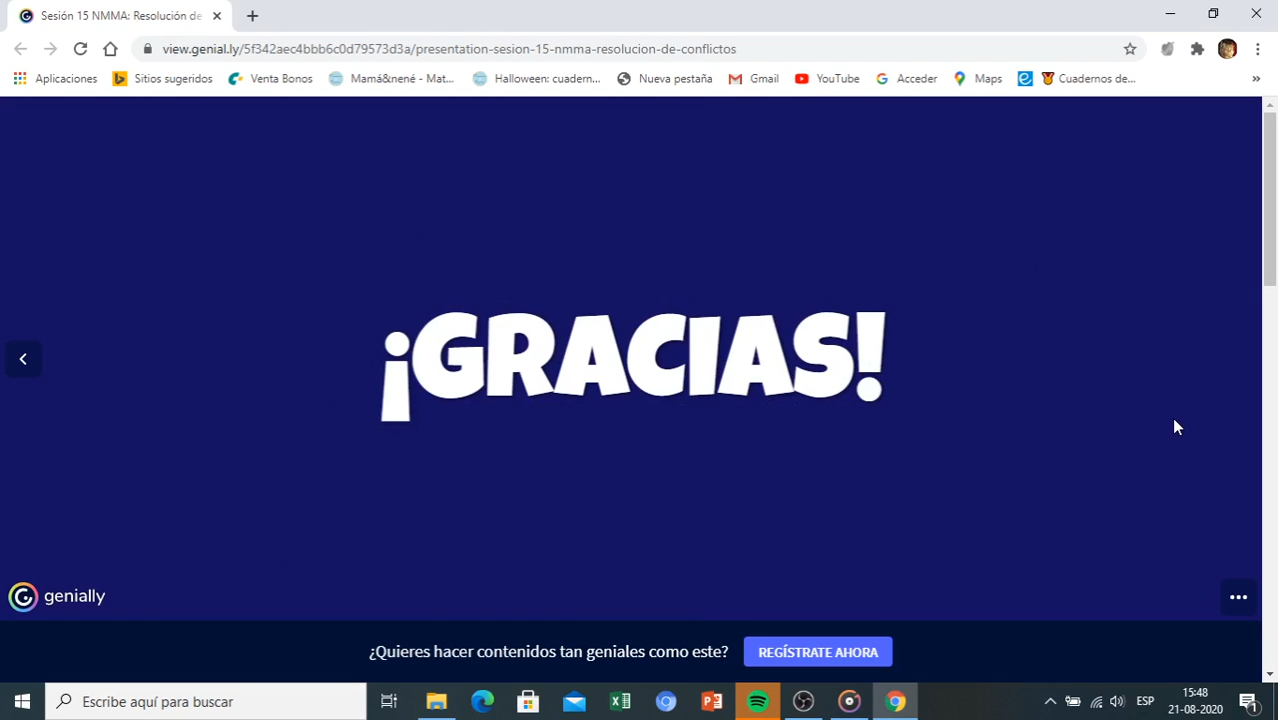 Sesión 15 NMMA: Resolución de
view.genial.ly/5f342aec4bbb6c0d79573d3a/presentation-sesion-15-nmma-resolucion-de-conflictos
Aplicaciones
Sitios sugeridos
Venta Bonos
Mamá&nené - Mat...
Halloween: cuadern...
Nueva pestaña
Gmail
YouTube
Acceder
Maps
Cuadernos de...
¡GRACIAS!
genially
¿Quieres hacer contenidos tan geniales como este?
REGÍSTRATE AHORA
Escribe aquí para buscar
ESP
15:48
21-08-2020
1